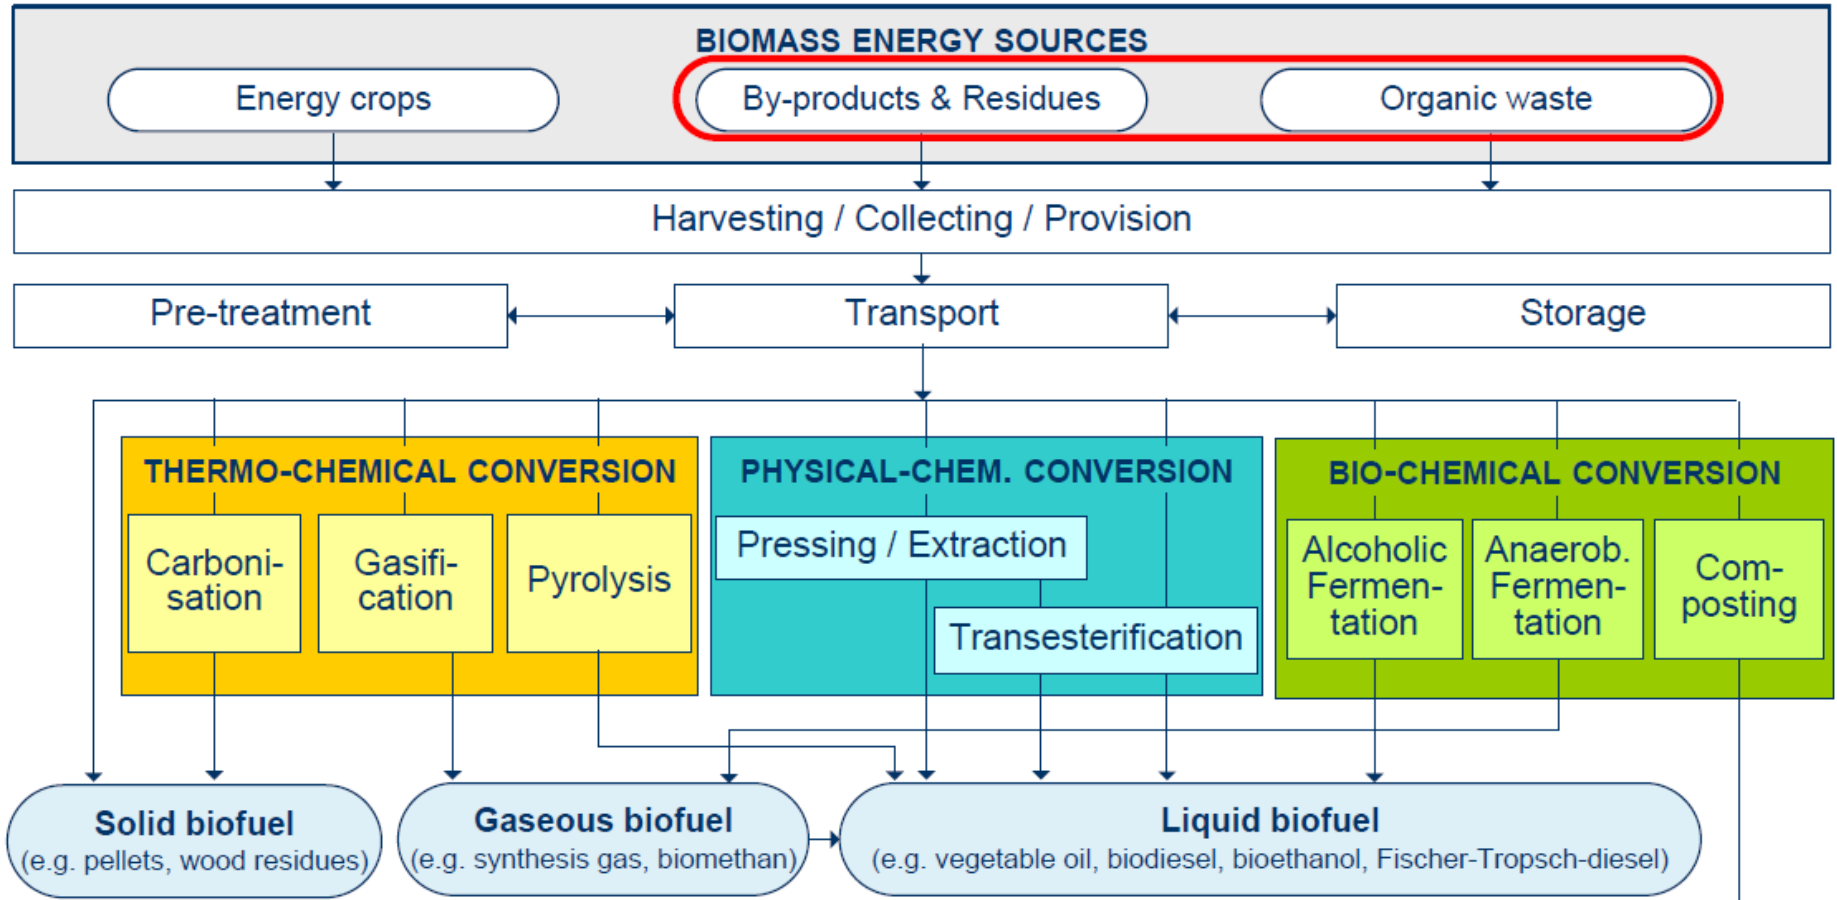 BIOMASS ENERGY SOURCES
Energy crops
By-products & Residues
Organic waste
Harvesting / Collecting / Provision
Pre-treatment
Transport
Storage
THERMO-CHEMICAL CONVERSION
PHYSICAL-CHEM. CONVERSION
BIO-CHEMICAL CONVERSION
Carboni-
sation
Gasifi-
cation
Pyrolysis
Pressing / Extraction
Transesterification
Alcoholic
Fermen-
tation
Anaerob.
Fermen-
tation
Com-
posting
Solid biofuel
(e.g. pellets, wood residues)
Gaseous biofuel
(e.g. synthesis gas, biomethan)
Liquid biofuel
(e.g. vegetable oil, biodiesel, bioethanol, Fischer-Tropsch-diesel)